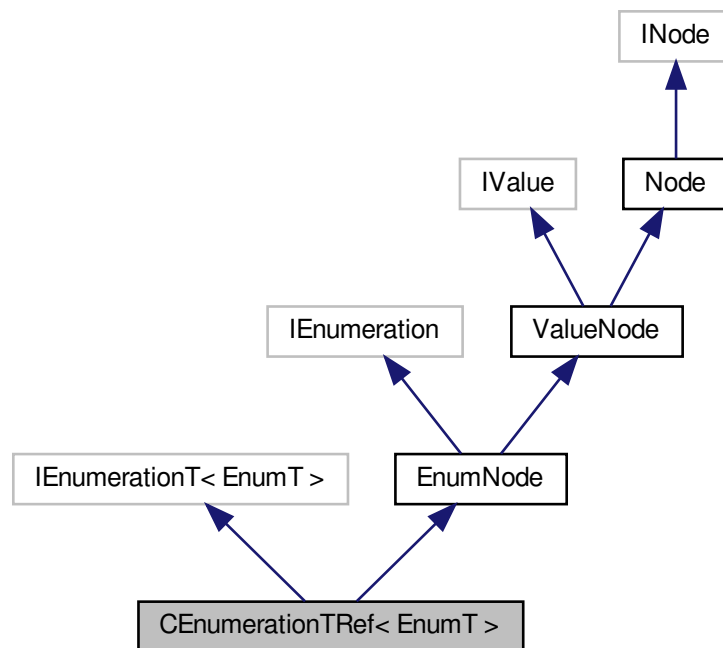 INode
IValue
Node
IEnumeration
ValueNode
IEnumerationT< EnumT >
EnumNode
CEnumerationTRef< EnumT >